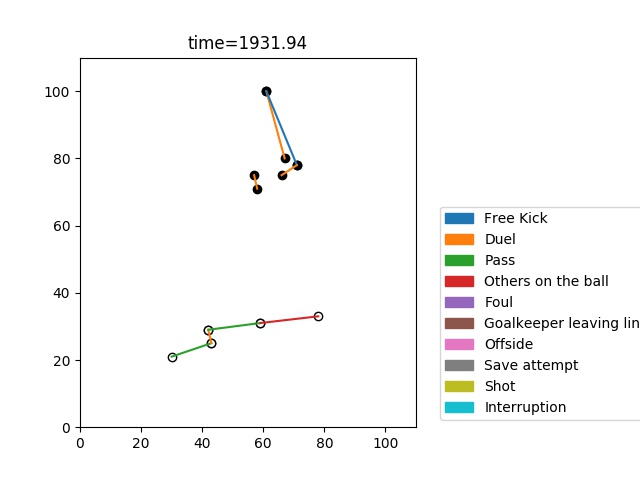 time=1931.94
100
80
60
40
20
0
0 20 40 60 80 100
Free Kick
Duel
Pass
Others on the ball
Foul
Goalkeeper leaving lin
Offside
Save attempt
Shot
Interruption